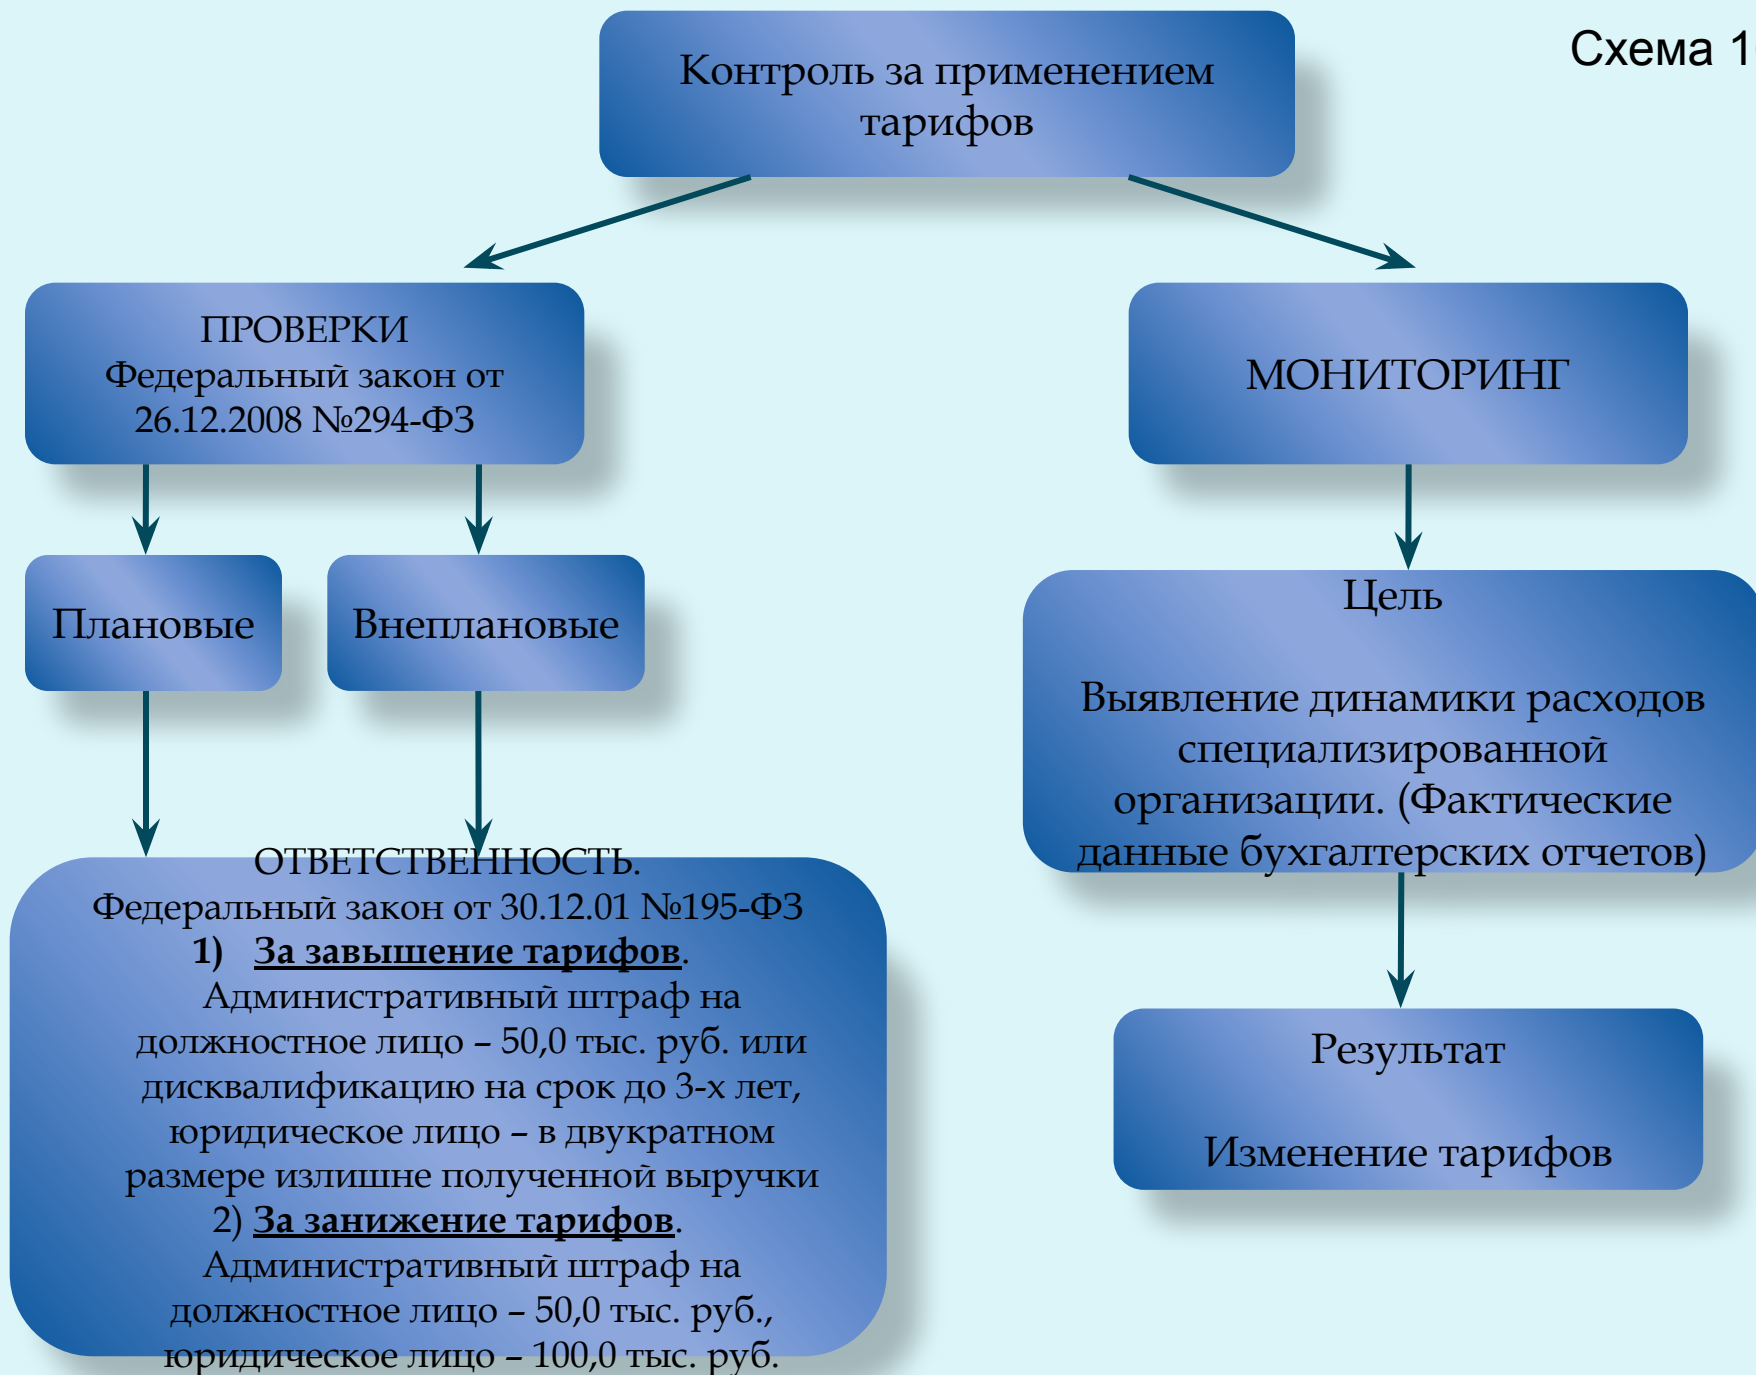 Схема 1
Контроль за применением
тарифов
ПРОВЕРКИ
Федеральный закон от
26.12.2008 №294-ФЗ
МОНИТОРИНГ
Плановые
Внеплановые
Цель
Выявление динамики расходов
специализированной
организации. (Фактические
данные бухгалтерских отчетов)
ОТВЕТСТВЕННОСТЬ.
Федеральный закон от 30.12.01 №195-ФЗ
1) За завышение тарифов.
Административный штраф на
должностное лицо – 50,0 тыс. руб. или
дисквалификацию на срок до 3-х лет,
юридическое лицо – в двукратном
размере излишне полученной выручки
2) За занижение тарифов.
Административный штраф на
должностное лицо – 50,0 тыс. руб.,
юридическое лицо – 100,0 тыс. руб.
Результат
Изменение тарифов